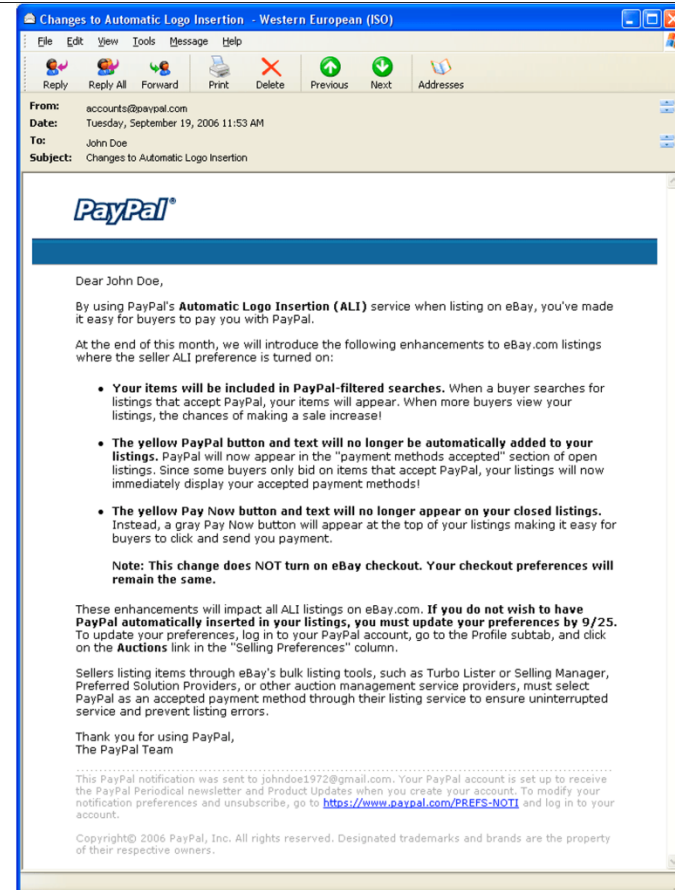 Changes to Automatic Logo Insertion - Western European (ISO)
File Edit View Tools Message Help
Reply Reply All Forward Print Delete Previous Next Addresses
From: accounts@paypal.com
Date: Tuesday, September 19, 2006 11:53 AM
To: John Doe
Subject: Changes to Automatic Logo Insertion
PayPal®
Dear John Doe,
By using PayPal's Automatic Logo Insertion (ALI) service when listing on eBay, you've made
it easy for buyers to pay you with PayPal.
At the end of this month, we will introduce the following enhancements to eBay.com listings
where the seller ALI preference is turned on:
• Your items will be included in PayPal-filtered searches. When a buyer searches for
listings that accept PayPal, your items will appear. When more buyers view your
listings, the chances of making a sale increase!
• The yellow PayPal button and text will no longer be automatically added to your
listings. PayPal will now appear in the "payment methods accepted" section of open
listings. Since some buyers only bid on items that accept PayPal, your listings will now
immediately display your accepted payment methods!
• The yellow Pay Now button and text will no longer appear on your closed listings.
Instead, a gray Pay Now button will appear at the top of your listings making it easy for
buyers to click and send you payment.
Note: This change does NOT turn on eBay checkout. Your checkout preferences will
remain the same.
These enhancements will impact all ALI listings on eBay.com. If you do not wish to have
PayPal automatically inserted in your listings, you must update your preferences by 9/25.
To update your preferences, log in to your PayPal account, go to the Profile subtab, and click
on the Auctions link in the "Selling Preferences" column.
Sellers listing items through eBay's bulk listing tools, such as Turbo Lister or Selling Manager,
Preferred Solution Providers, or other auction management service providers, must select
PayPal as an accepted payment method through their listing service to ensure uninterrupted
service and prevent listing errors.
Thank you for using PayPal,
The PayPal Team
This PayPal notification was sent to johndoe1972@gmail.com. Your PayPal account is set up to receive
the PayPal Periodical newsletter and Product Updates when you create your account. To modify your
notification preferences and unsubscribe, go to https://www.paypal.com/PREFS-NOTI and log in to your
account.
Copyright© 2006 PayPal, Inc. All rights reserved. Designated trademarks and brands are the property
of their respective owners.